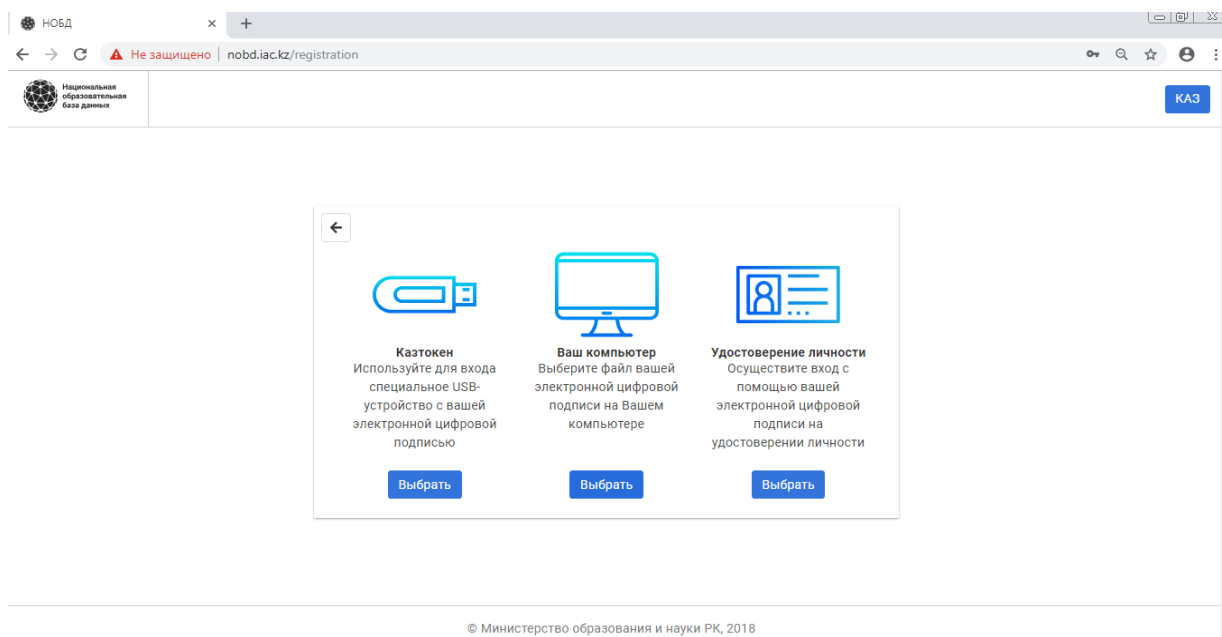 НОБД
Не защищено | nobd.iac.kz/registration
Национальная
образовательная
база данных
КАЗ
Казтокен
Используйте для входа
специальное USB-
устройство с вашей
электронной цифровой
подписью
Выбрать
Ваш компьютер
Выберите файл вашей
электронной цифровой
подписи на Вашем
компьютере
Выбрать
Удостоверение личности
Осуществите вход с
помощью вашей
электронной цифровой
подписи на
удостоверении личности
Выбрать
© Министерство образования и науки РК, 2018